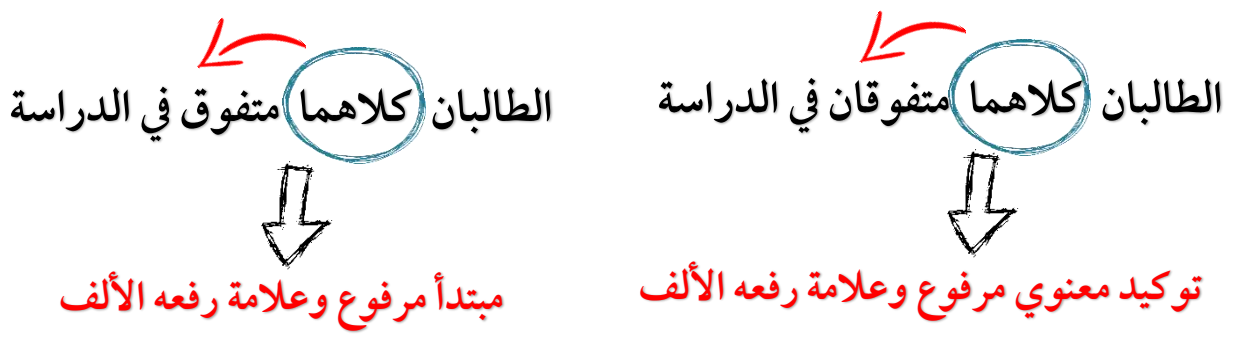 الطالبان كلاهما متفوقان في الدراسة
توكيد معنوي مرفوع وعلامة رفعه الألف
الطالبان كلاهما متفوق في الدراسة
مبتدأ مرفوع وعلامة رفعه الألف